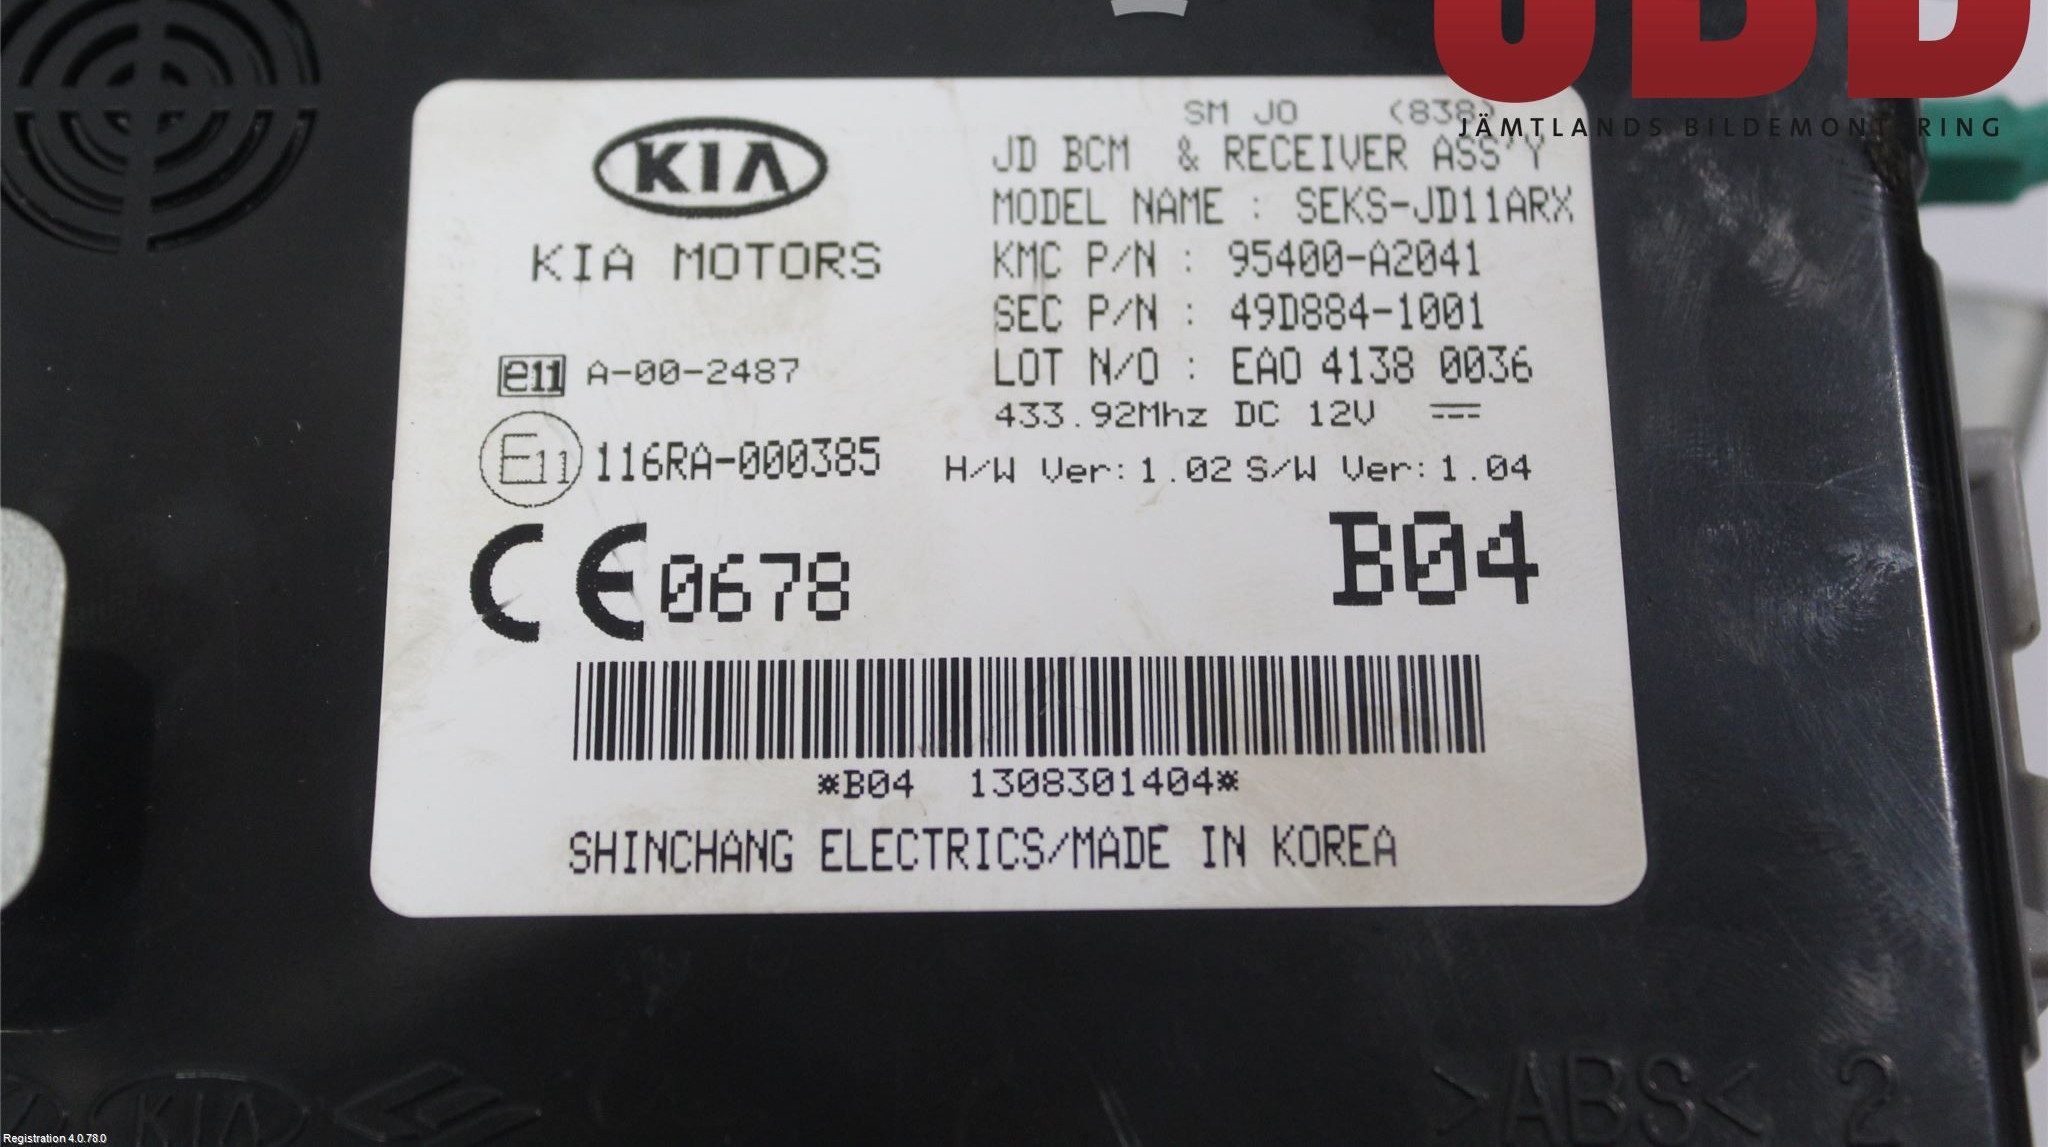 JBD
JÄMTLANDS BILDEMONTERING
SM JO (838)
KIA
KIA MOTORS
JD BCM & RECEIVER ASS'Y
MODEL NAME : SEKS-JD11ARX
KMC P/N : 95400-A2041
SEC P/N : 49D884-1001
LOT N/O : EAO 4138 0036
433.92Mhz DC 12V
H/W Ver:1.02 S/W Ver:1.04
e11 A-00-2487
E11 116RA-000385
CE 0678
B04
*B04 1308301404*
SHINCHANG ELECTRICS/MADE IN KOREA
KIA
>ABS< 2
Registration 4.0.78.0